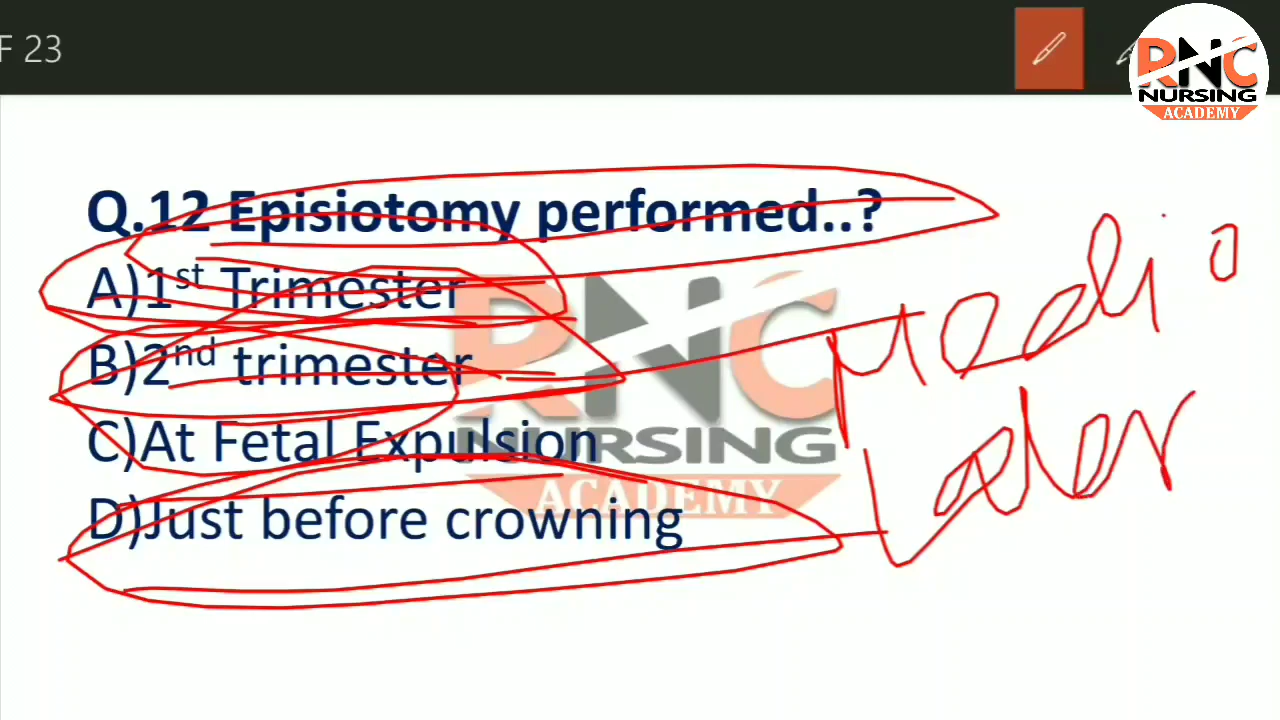 F 23
RNC
NURSING
ACADEMY
Q.12 Episiotomy performed..?
A)1st Trimester
B)2nd trimester
C)At Fetal Expulsion
D)Just before crowning
Medio
later
RNC
NURSING
ACADEMY